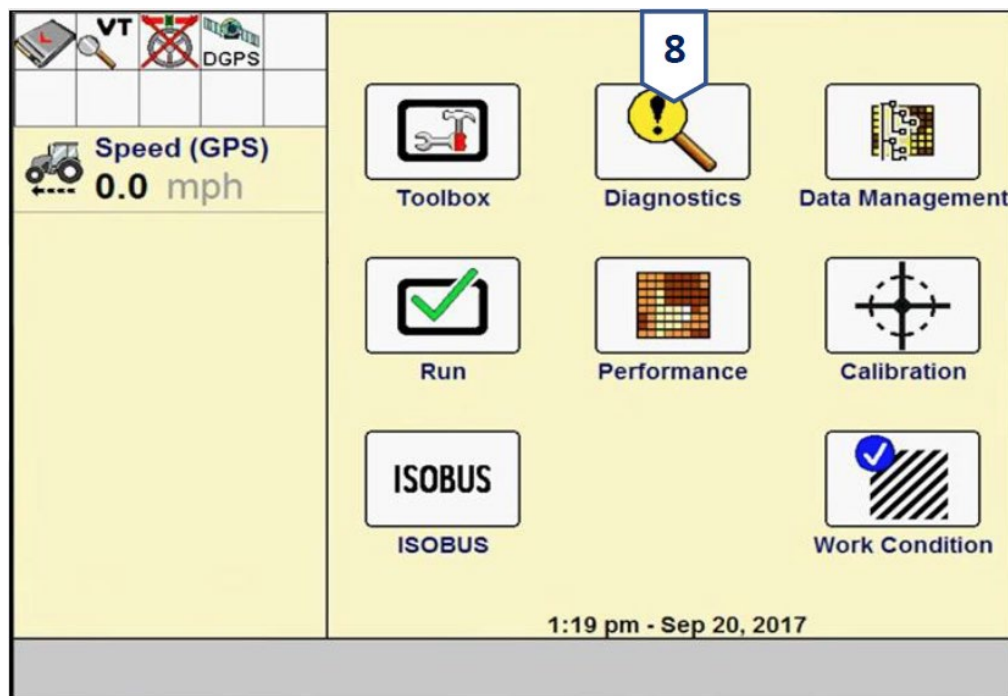 VT
DGPS
8
Speed (GPS)
0.0 mph
Toolbox
Diagnostics
Data Management
Run
Performance
Calibration
ISOBUS
ISOBUS
Work Condition
1:19 pm - Sep 20, 2017